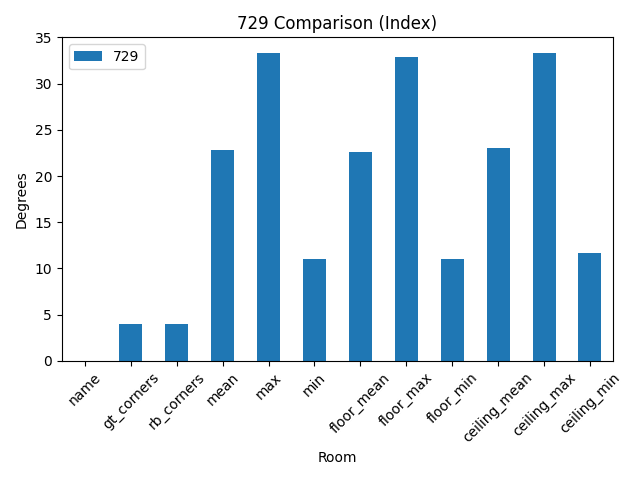 729 Comparison (Index)
729
35
30
25
20
15
10
5
0
Degrees
name
gt_corners
rb_corners
mean
max
min
floor_mean
floor_max
floor_min
ceiling_mean
ceiling_max
ceiling_min
Room